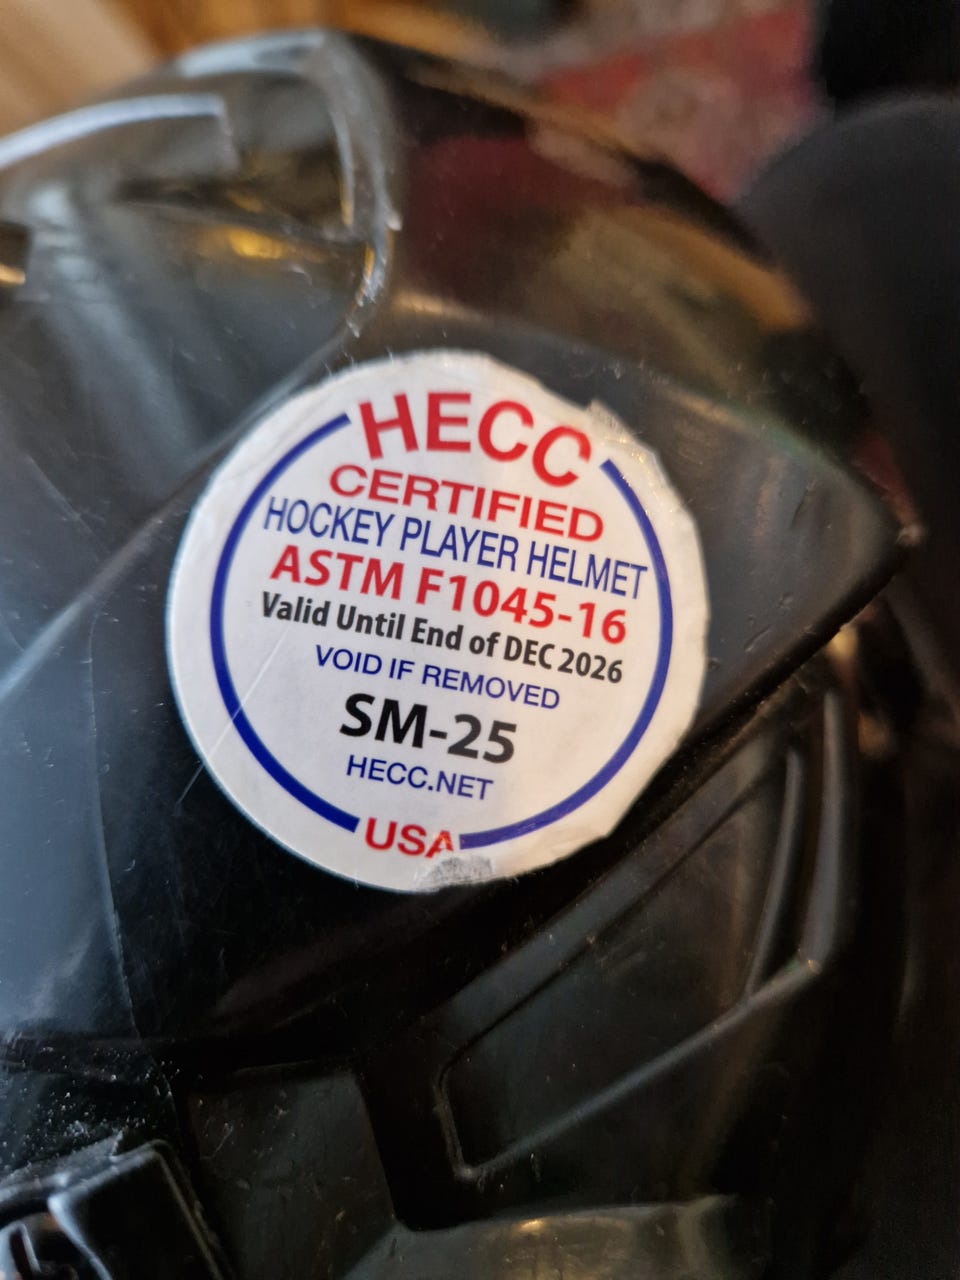 HECC
CERTIFIED
HOCKEY PLAYER HELMET
ASTM F1045-16
Valid Until End of DEC 2026
VOID IF REMOVED
SM-25
HECC.NET
USA